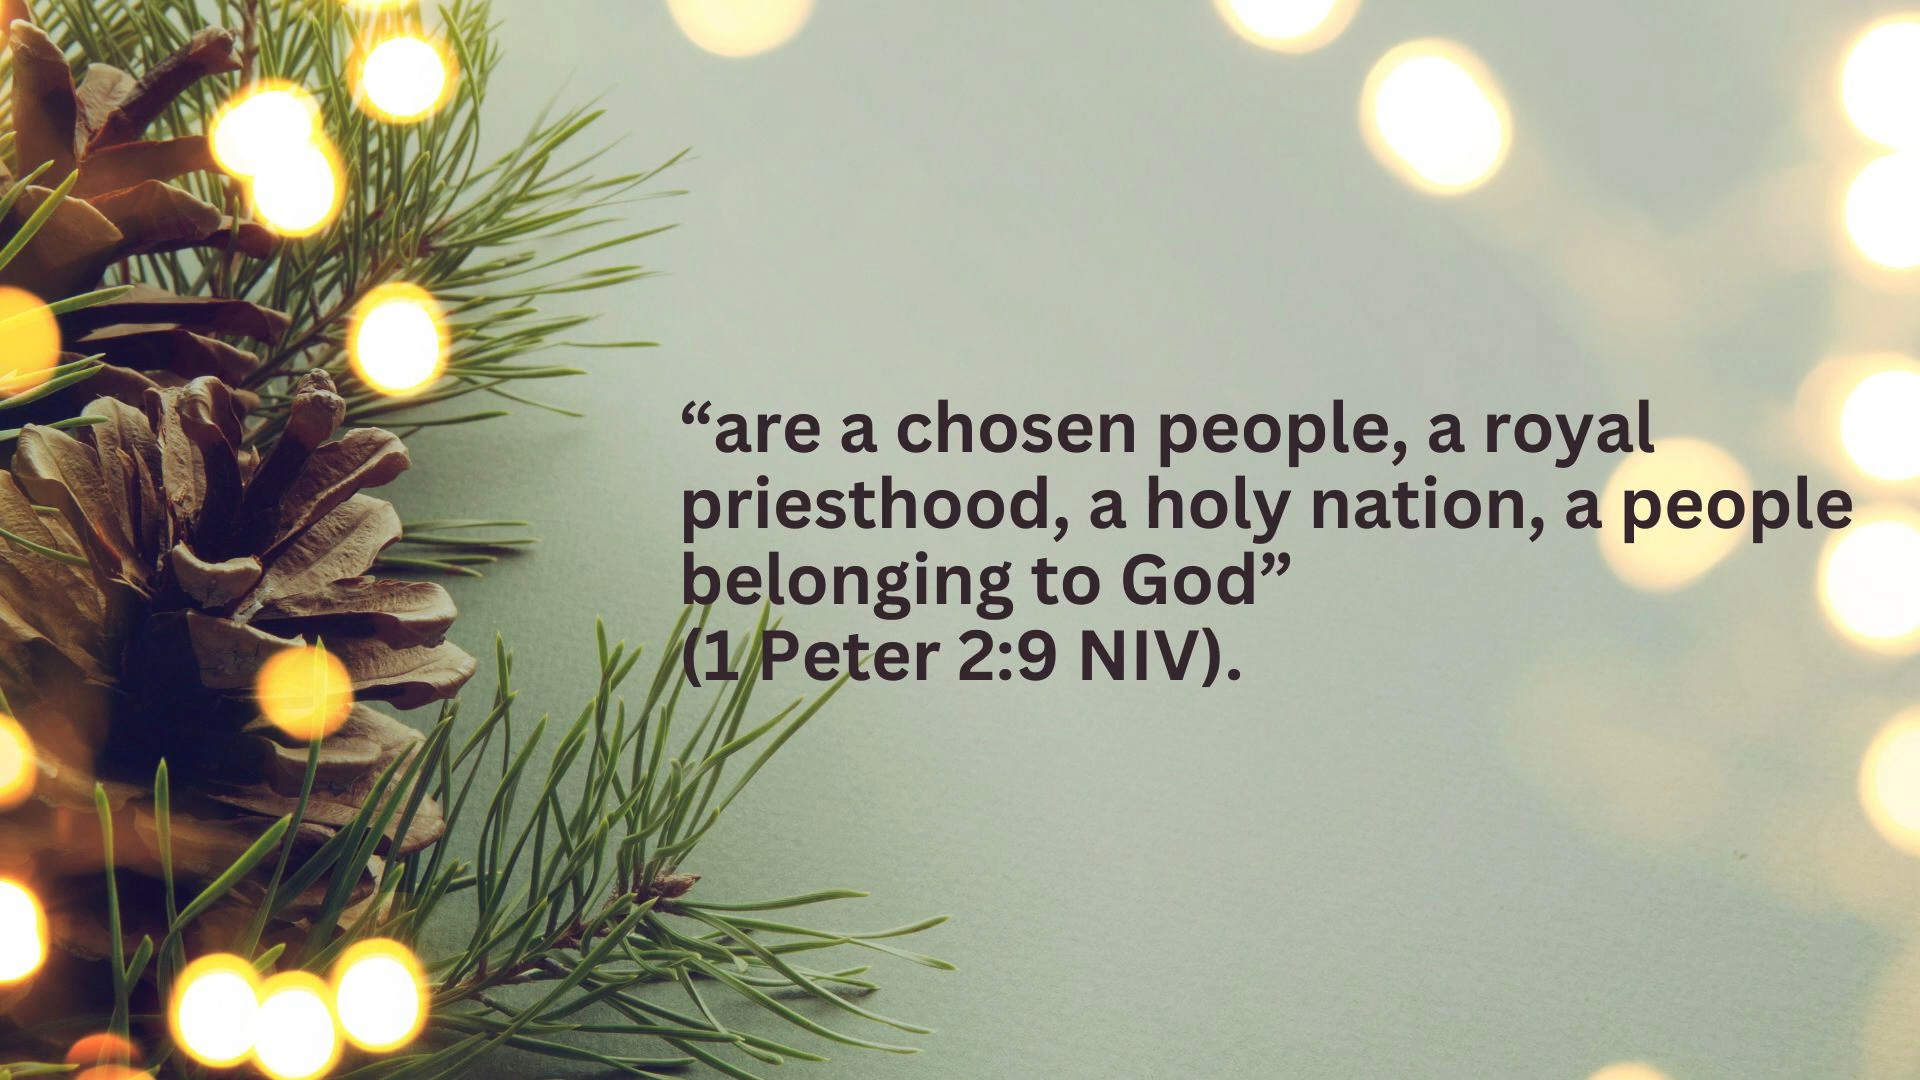 “are a chosen people, a royal
priesthood, a holy nation, a people
belonging to God”
(1 Peter 2:9 NIV).